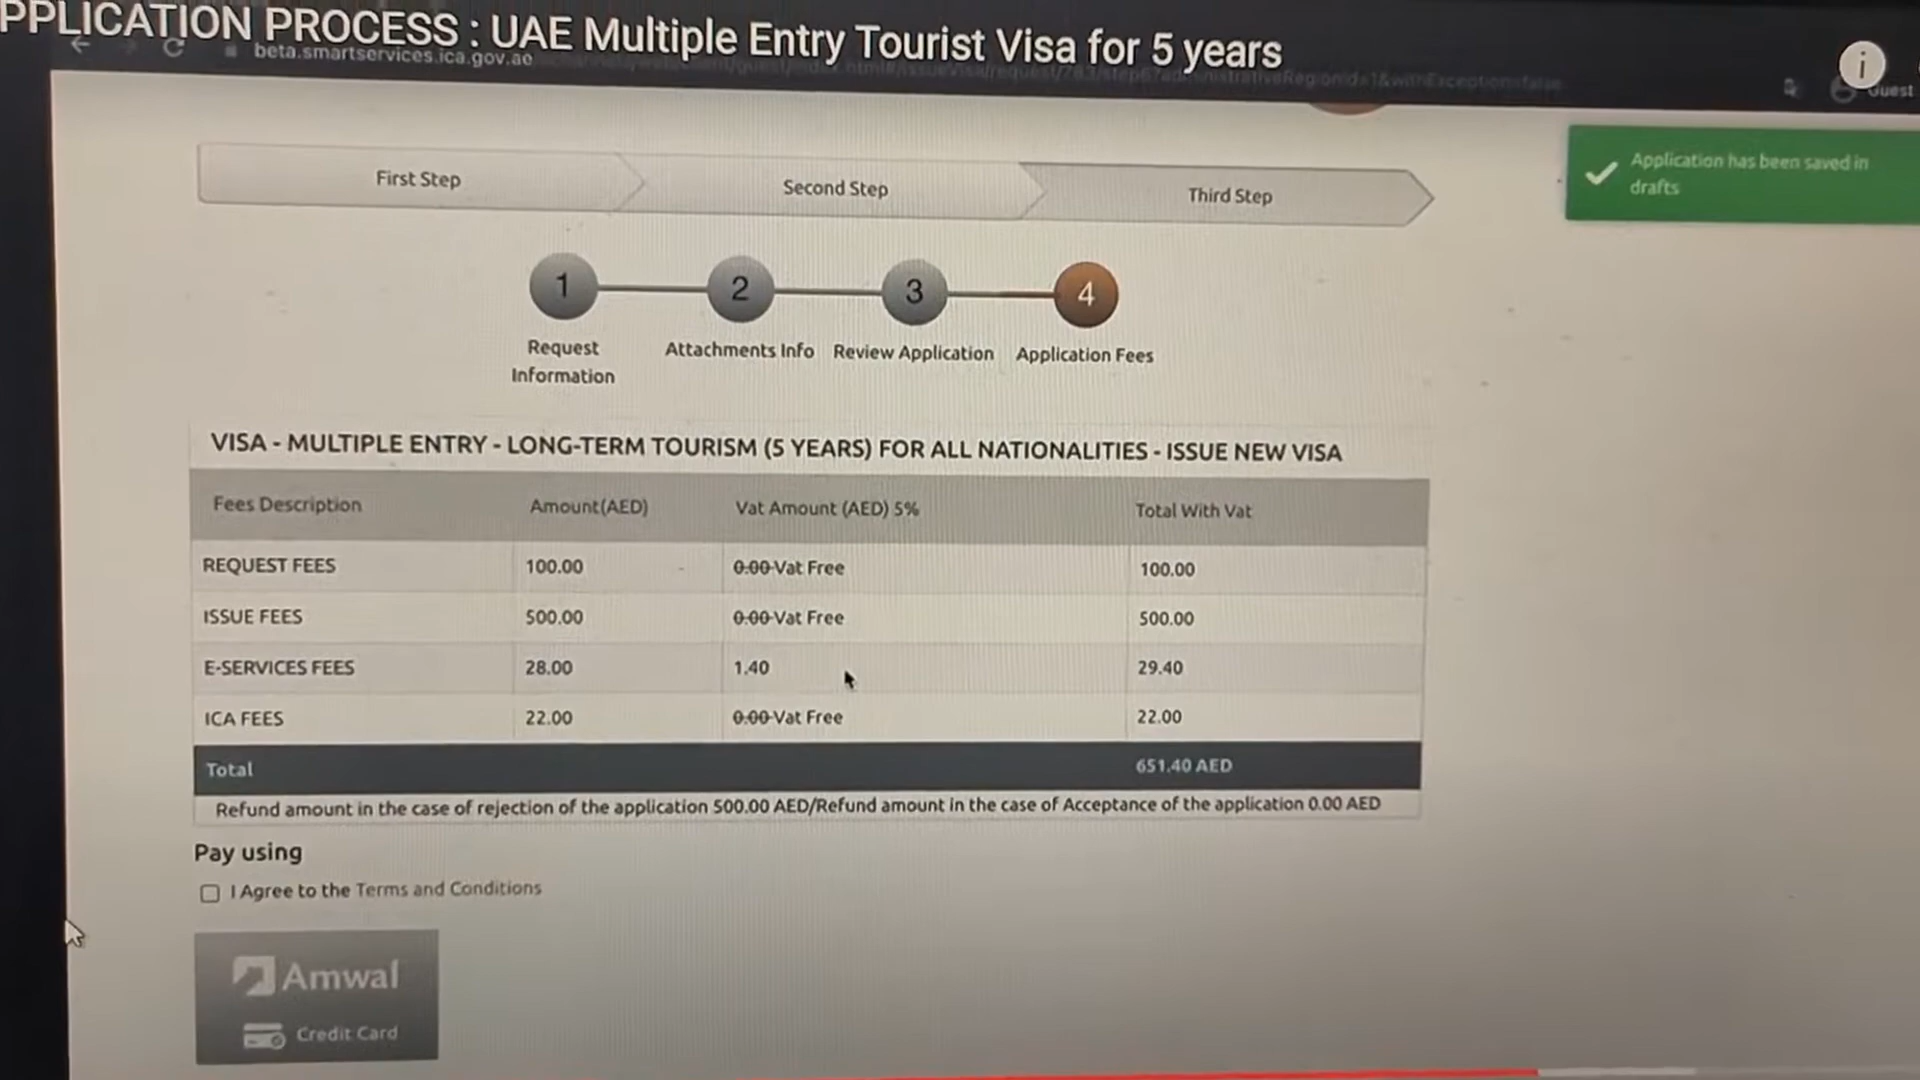 PPLICATION PROCESS : UAE Multiple Entry Tourist Visa for 5 years
beta.smartservices.ica.gov.ae
Guest
Application has been saved in
drafts
First Step
Second Step
Third Step
1
2
3
4
Request
Information
Attachments Info
Review Application
Application Fees
VISA - MULTIPLE ENTRY - LONG-TERM TOURISM (5 YEARS) FOR ALL NATIONALITIES - ISSUE NEW VISA
Fees Description Amount(AED) Vat Amount (AED) 5% Total With Vat
REQUEST FEES 100.00 0.00 Vat Free 100.00
ISSUE FEES 500.00 0.00 Vat Free 500.00
E-SERVICES FEES 28.00 1.40 29.40
ICA FEES 22.00 0.00 Vat Free 22.00
Total 651.40 AED
Refund amount in the case of rejection of the application 500.00 AED/Refund amount in the case of Acceptance of the application 0.00 AED
Pay using
I Agree to the Terms and Conditions
Amwal
Credit Card